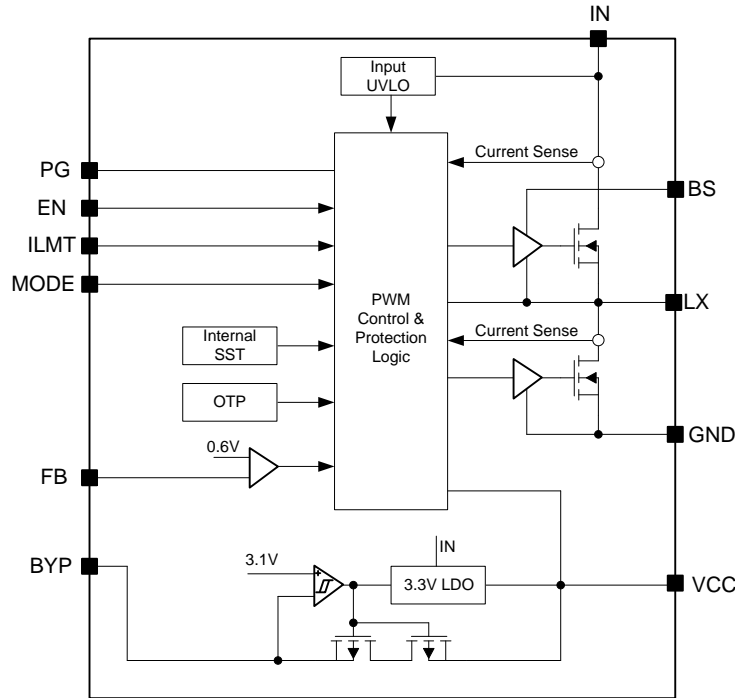 IN
Input
UVLO
Current Sense
PG
BS
EN
ILMT
MODE
LX
PWM
Control &
Protection
Logic
Internal
SST
Current Sense
OTP
GND
0.6V
FB
IN
3.1V
BYP
+
3.3V LDO
VCC